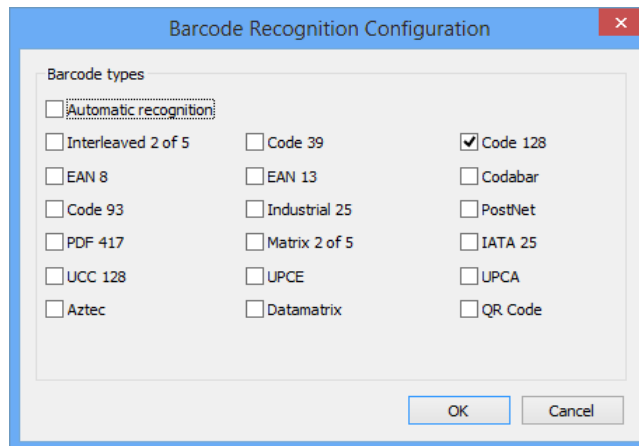 Barcode Recognition Configuration
Barcode types
Automatic recognition
Interleaved 2 of 5 Code 39 Code 128
EAN 8 EAN 13 Codabar
Code 93 Industrial 25 PostNet
PDF 417 Matrix 2 of 5 IATA 25
UCC 128 UPCE UPCA
Aztec Datamatrix QR Code
OK Cancel